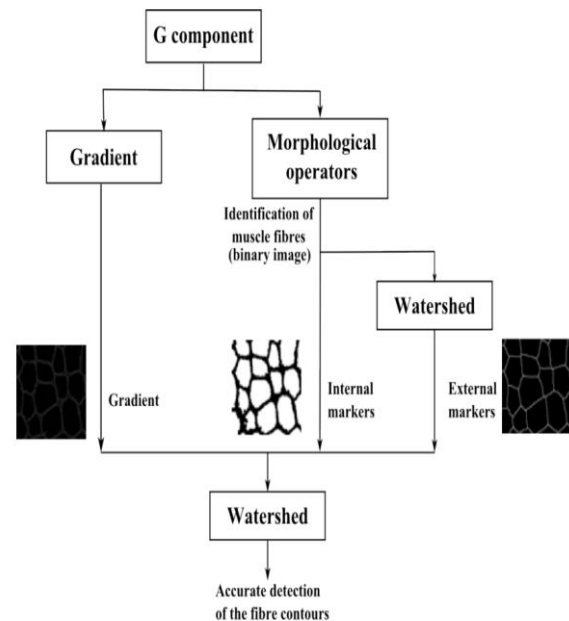 G component
Gradient
Morphological
operators
Identification of
muscle fibres
(binary image)
Watershed
Gradient
Internal
markers
External
markers
Watershed
Accurate detection
of the fibre contours